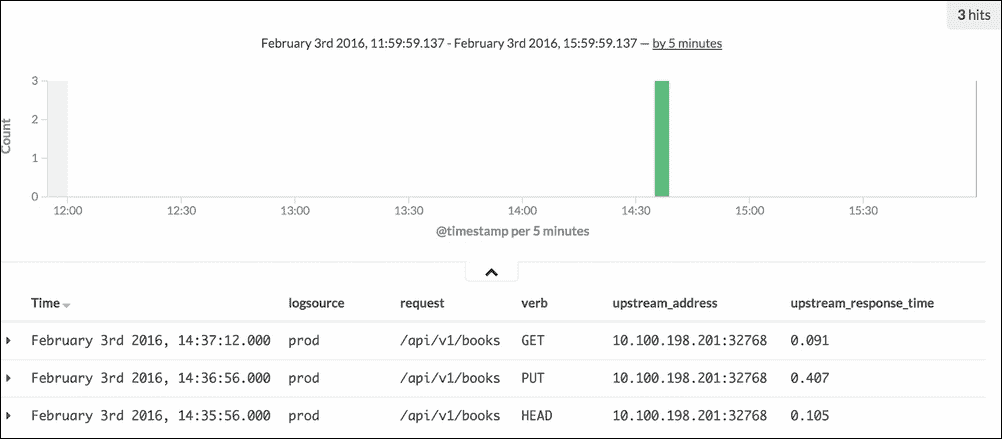 3 hits
February 3rd 2016, 11:59:59.137 - February 3rd 2016, 15:59:59.137 — by 5 minutes
3
2
1
0
Count
12:00 12:30 13:00 13:30 14:00 14:30 15:00 15:30
@timestamp per 5 minutes
Time logsource request verb upstream_address upstream_response_time
February 3rd 2016, 14:37:12.000 prod /api/v1/books GET 10.100.198.201:32768 0.091
February 3rd 2016, 14:36:56.000 prod /api/v1/books PUT 10.100.198.201:32768 0.407
February 3rd 2016, 14:35:56.000 prod /api/v1/books HEAD 10.100.198.201:32768 0.105